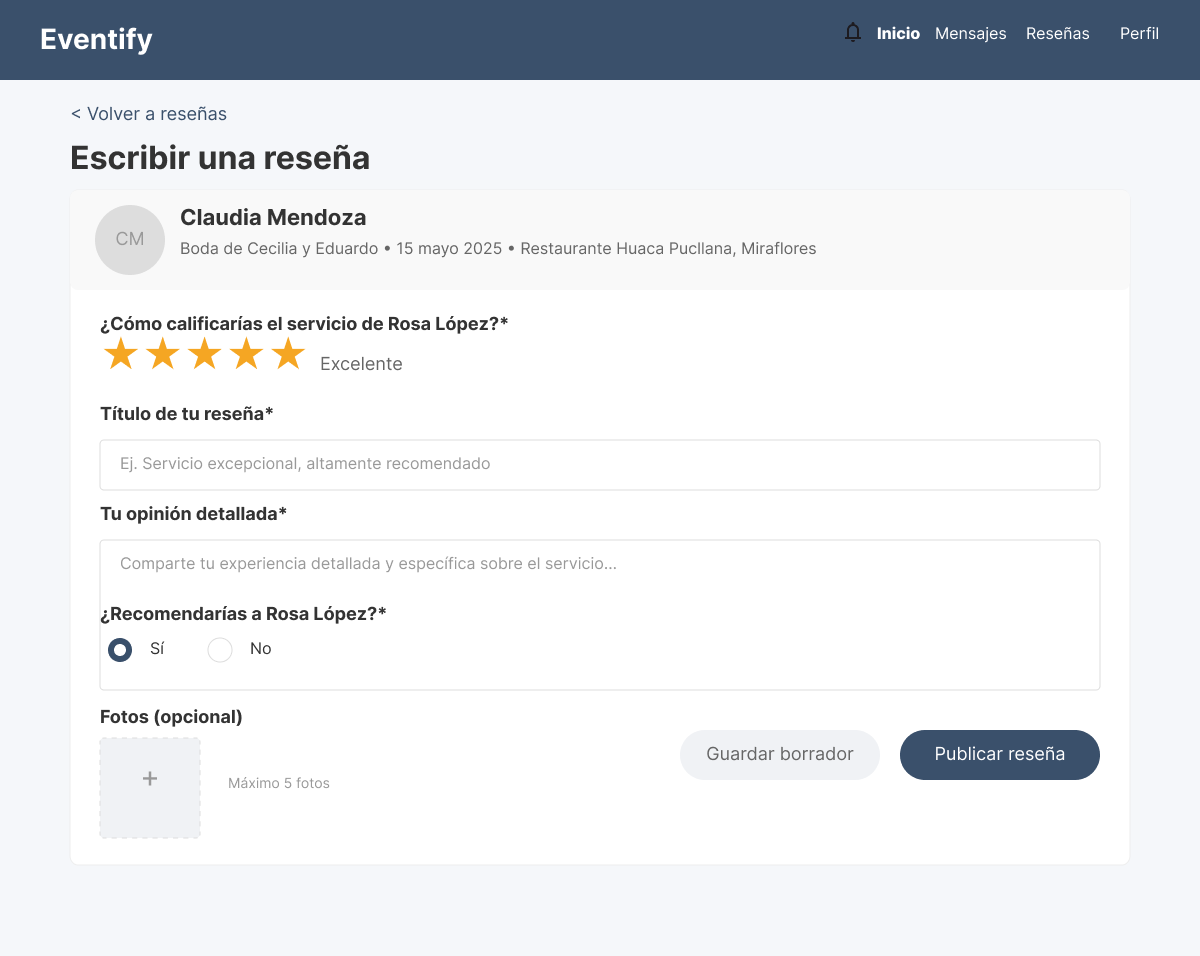 Eventify
Inicio Mensajes Reseñas Perfil
< Volver a reseñas
Escribir una reseña
CM
Claudia Mendoza
Boda de Cecilia y Eduardo • 15 mayo 2025 • Restaurante Huaca Pucllana, Miraflores
¿Cómo calificarías el servicio de Rosa López?*
Excelente
Título de tu reseña*
Ej. Servicio excepcional, altamente recomendado
Tu opinión detallada*
Comparte tu experiencia detallada y específica sobre el servicio...
¿Recomendarías a Rosa López?*
Sí No
Fotos (opcional)
+
Máximo 5 fotos
Guardar borrador
Publicar reseña